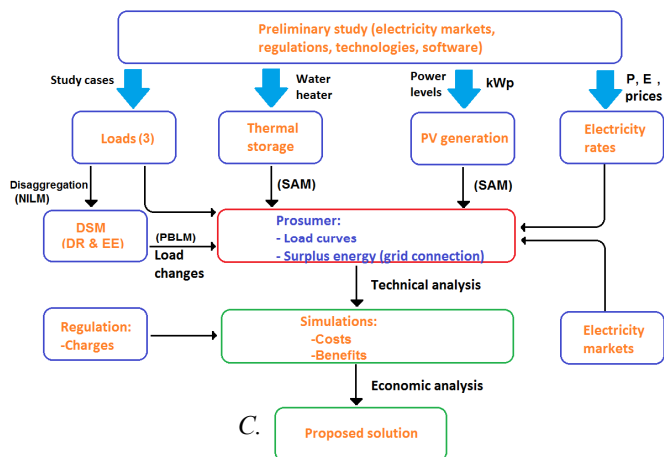 Preliminary study (electricity markets,
regulations, technologies, software)
Study cases
Water
heater
Power
levels
kWp
P, E ,
prices
Loads (3)
Thermal
storage
PV generation
Electricity
rates
Disaggregation
(NILM)
(SAM)
(SAM)
DSM
(DR & EE)
(PBLM)
Load
changes
Prosumer:
- Load curves
- Surplus energy (grid connection)
Technical analysis
Regulation:
-Charges
Simulations:
-Costs
-Benefits
Electricity
markets
Economic analysis
C.
Proposed solution